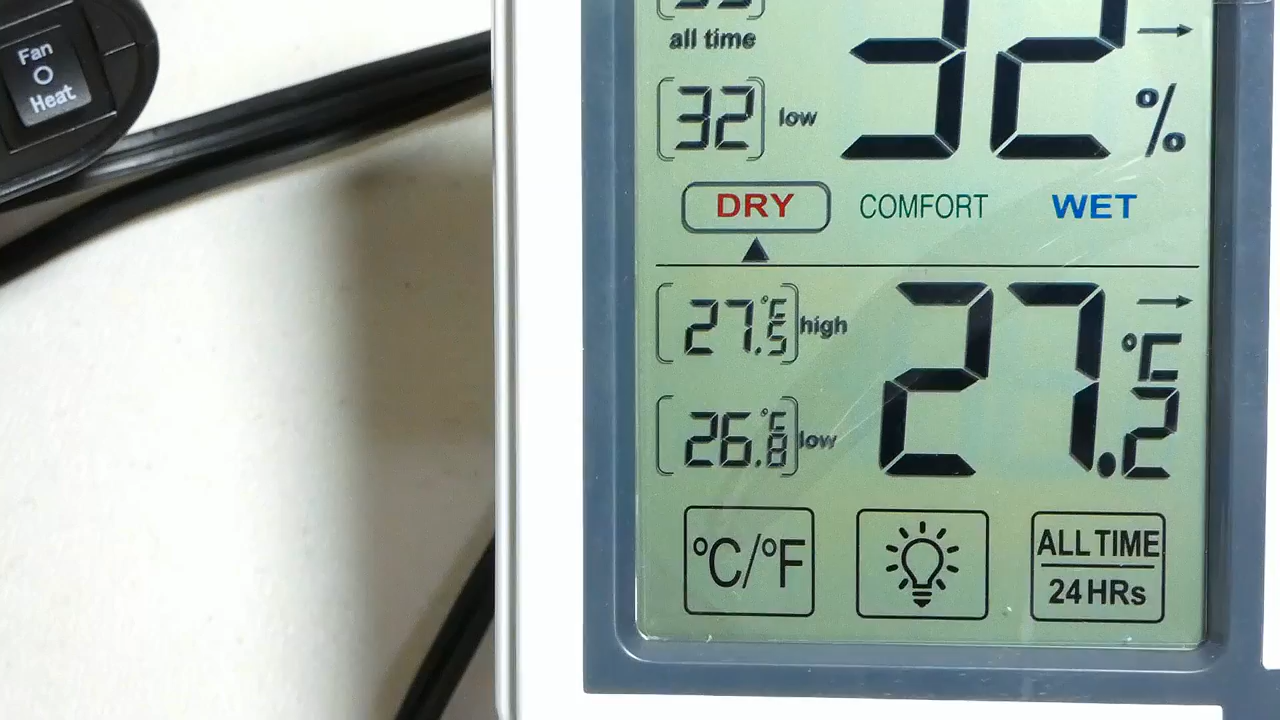 Fan
Heat
all time
32 %
32 low
DRY COMFORT WET
27.5 °C high
27.2 °C
26.8 °C low
°C/°F
ALL TIME
24 HRs